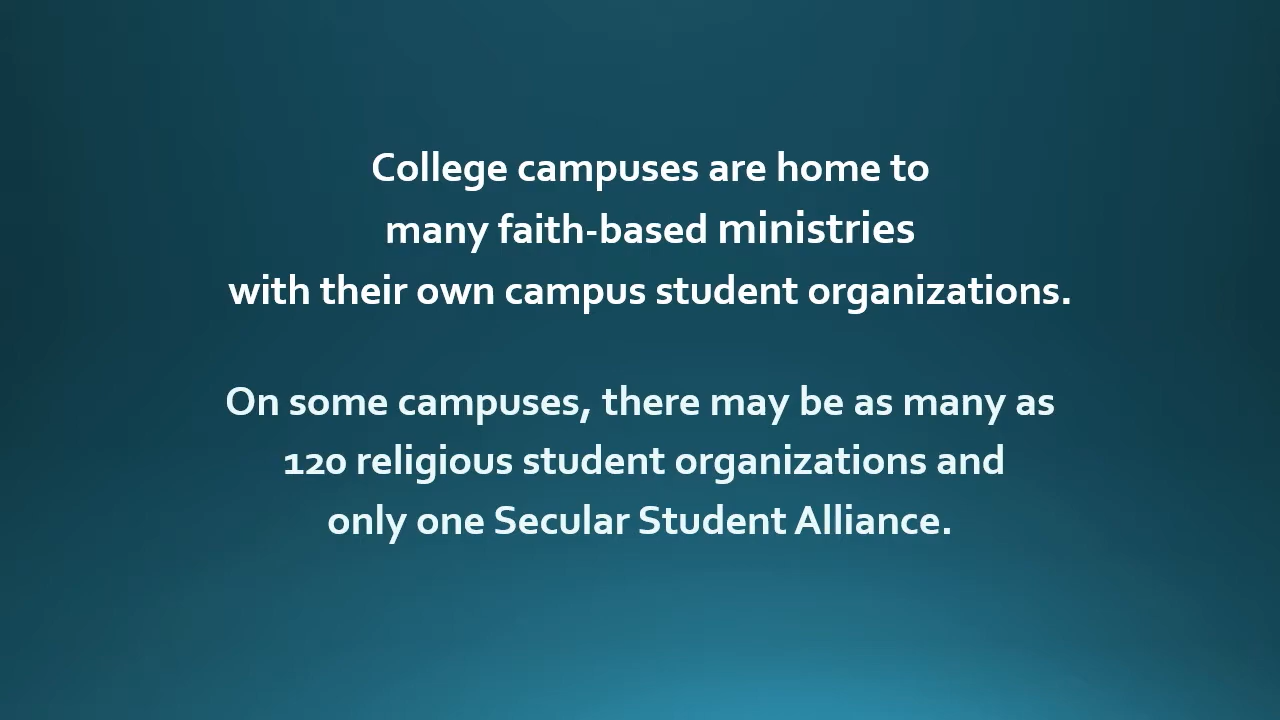 College campuses are home to
many faith-based ministries
with their own campus student organizations.
On some campuses, there may be as many as
120 religious student organizations and
only one Secular Student Alliance.